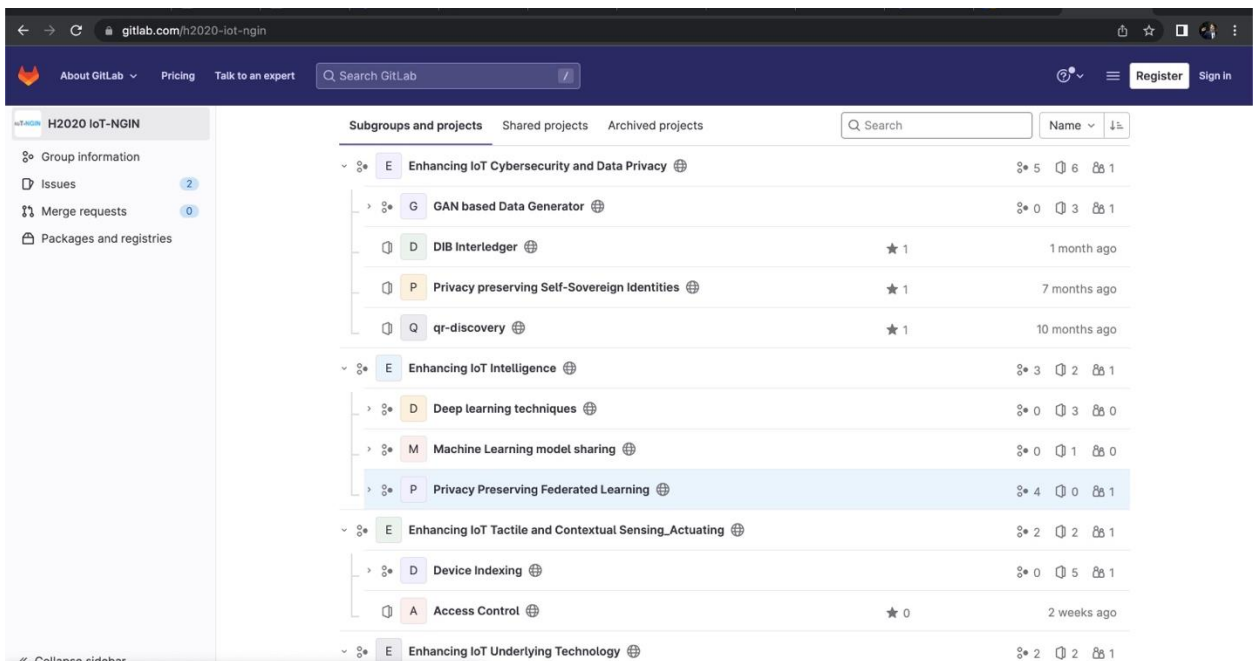 gitlab.com/h2020-iot-ngin
About GitLab Pricing Talk to an expert Search GitLab / Register Sign in
IoT-NGIN H2020 IoT-NGIN
Group information
Issues 2
Merge requests 0
Packages and registries
Collapse sidebar
Subgroups and projects Shared projects Archived projects Search Name
E Enhancing IoT Cybersecurity and Data Privacy 5 6 1
G GAN based Data Generator 0 3 1
D DIB Interledger 1 1 month ago
P Privacy preserving Self-Sovereign Identities 1 7 months ago
Q qr-discovery 1 10 months ago
E Enhancing IoT Intelligence 3 2 1
D Deep learning techniques 0 3 0
M Machine Learning model sharing 0 1 0
P Privacy Preserving Federated Learning 4 0 1
E Enhancing IoT Tactile and Contextual Sensing_Actuating 2 2 1
D Device Indexing 0 5 1
A Access Control 0 2 weeks ago
E Enhancing IoT Underlying Technology 2 2 1